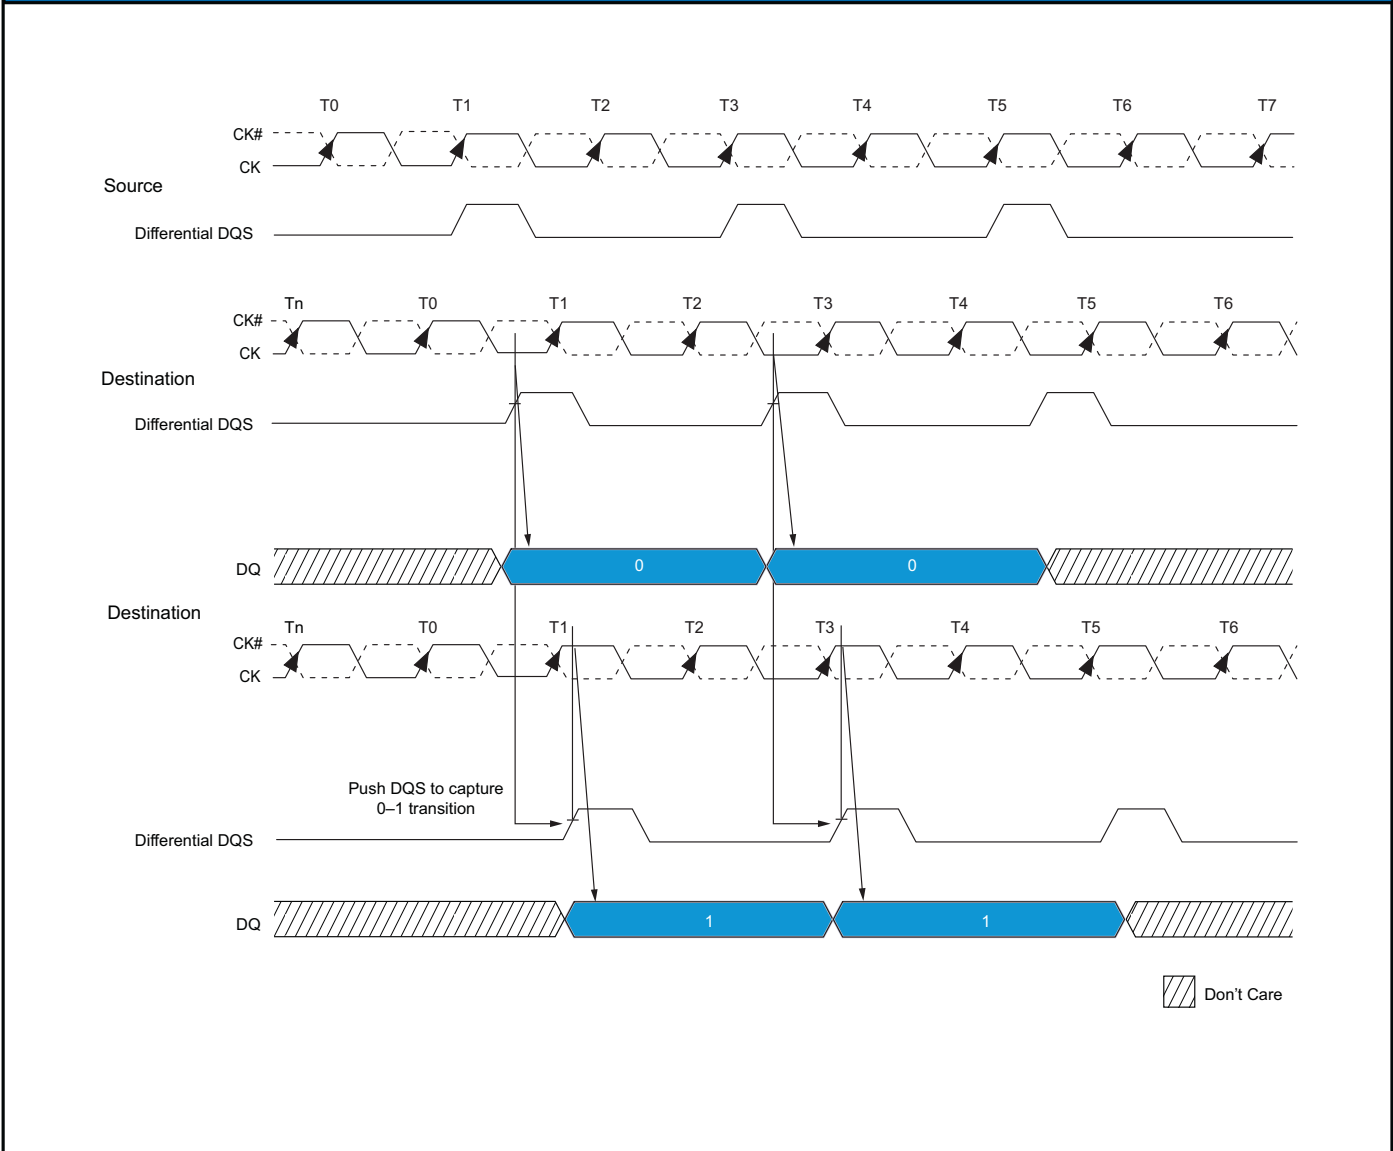 T0 T1 T2 T3 T4 T5 T6 T7
CK#
CK
Source
Differential DQS
Tn T0 T1 T2 T3 T4 T5 T6
CK#
CK
Destination
Differential DQS
DQ 0 0
Destination
Tn T0 T1 T2 T3 T4 T5 T6
CK#
CK
Push DQS to capture
0–1 transition
Differential DQS
DQ 1 1
Don't Care